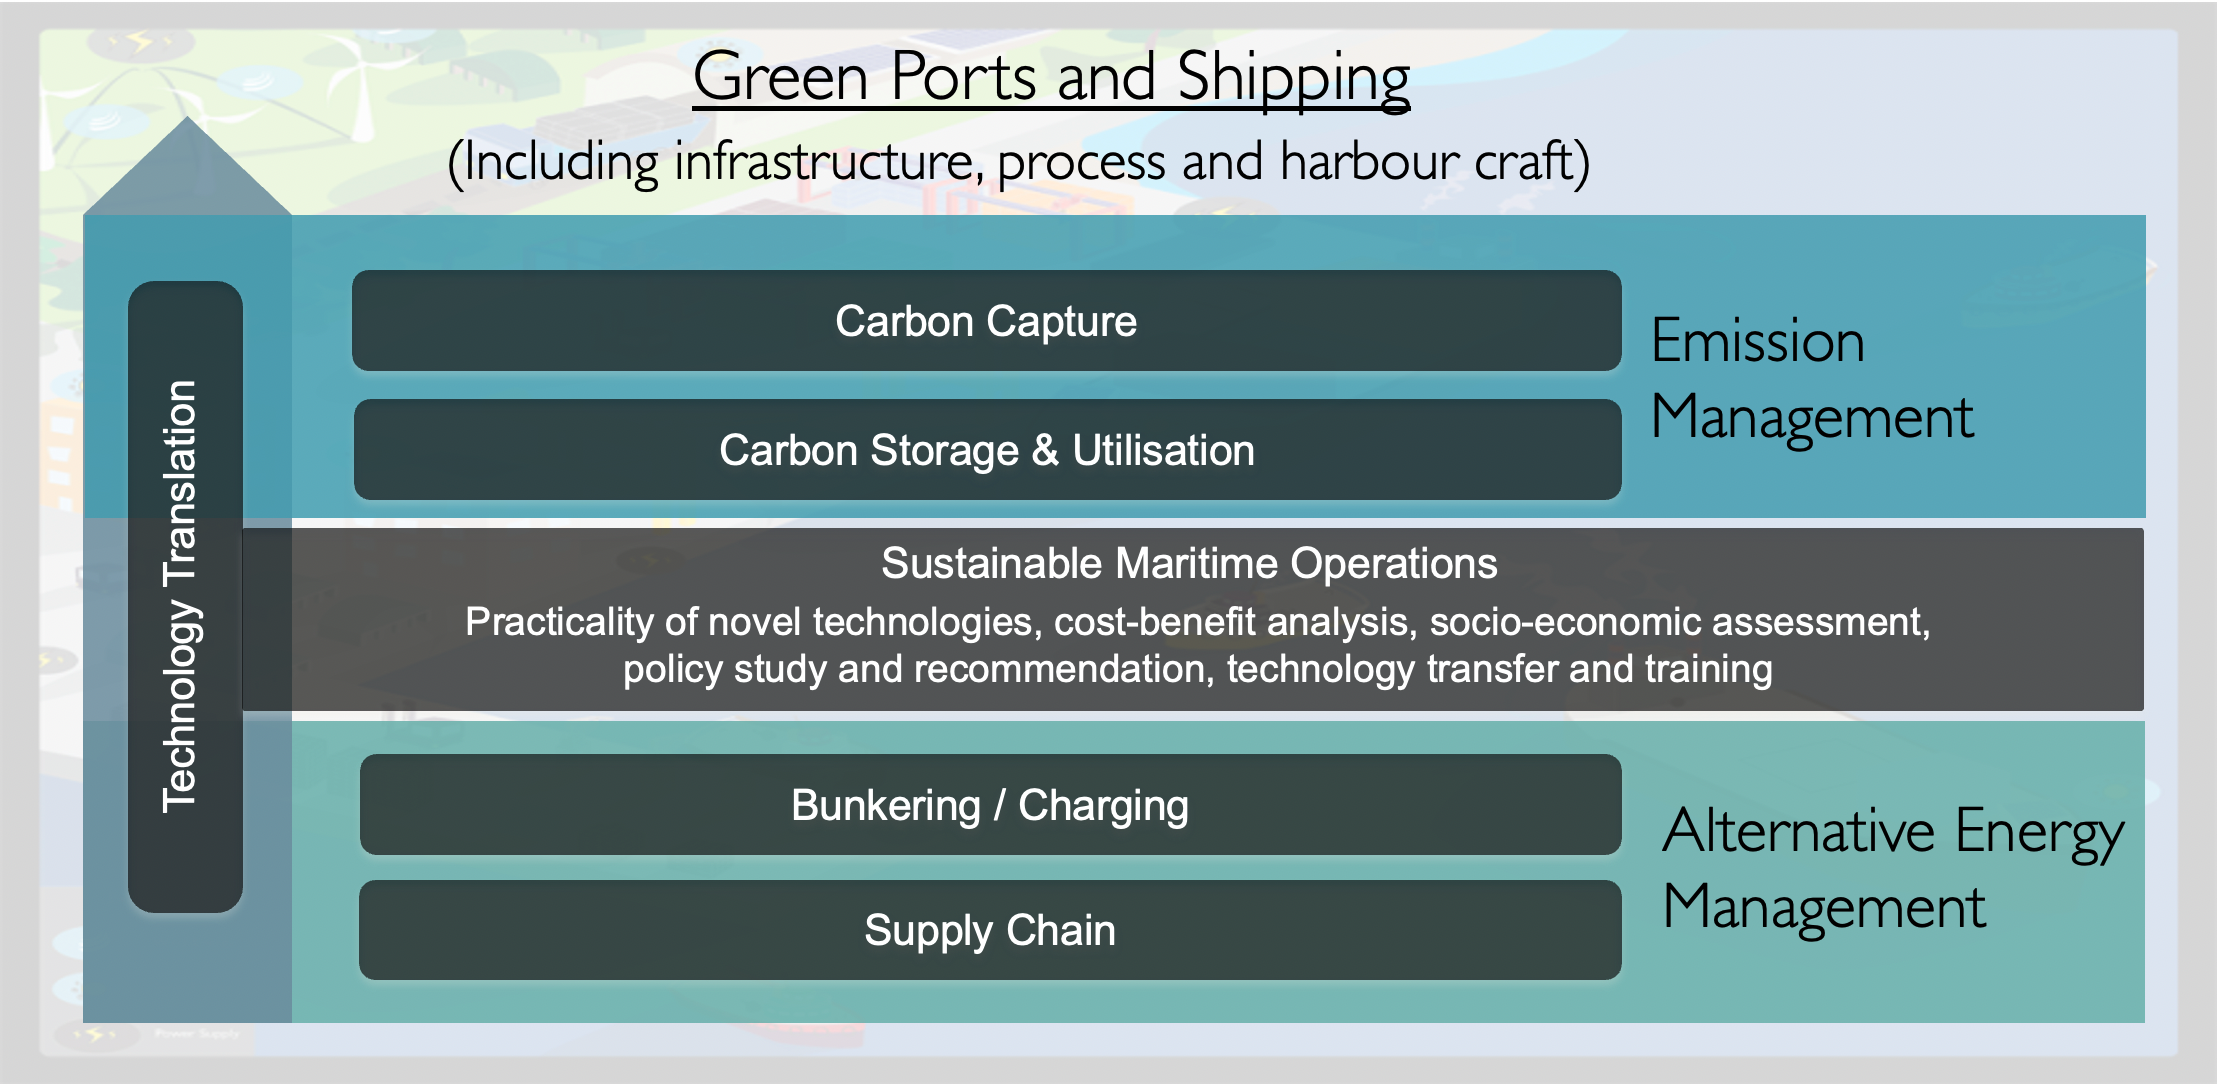 Green Ports and Shipping
(Including infrastructure, process and harbour craft)
Technology Translation
Carbon Capture
Carbon Storage & Utilisation
Emission
Management
Sustainable Maritime Operations
Practicality of novel technologies, cost-benefit analysis, socio-economic assessment,
policy study and recommendation, technology transfer and training
Bunkering / Charging
Supply Chain
Alternative Energy
Management
Power Supply